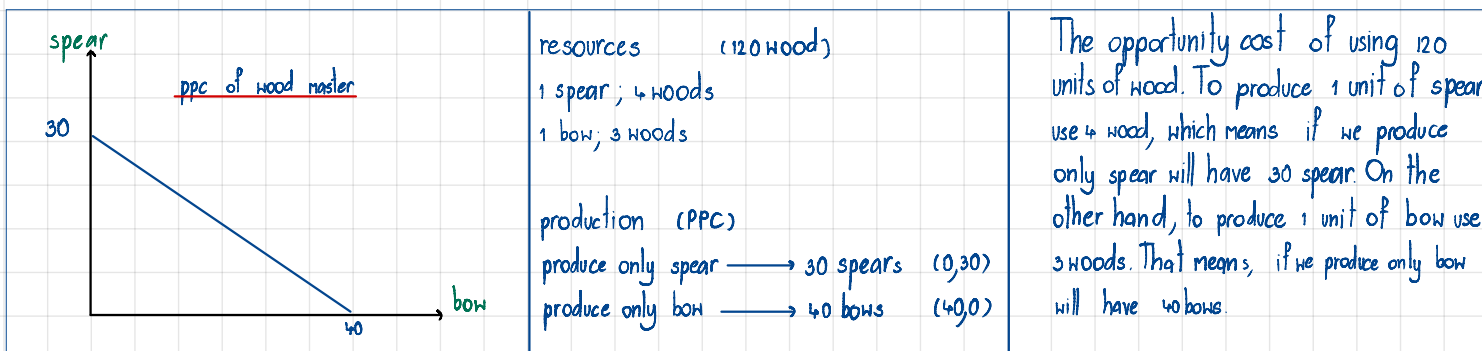 spear
ppc of wood master
30
40
bow
resources (120 wood)
1 spear ; 4 woods
1 bow ; 3 woods
production (PPC)
produce only spear → 30 spears (0,30)
produce only bow → 40 bows (40,0)
The opportunity cost of using 120
units of wood. To produce 1 unit of spear
use 4 wood, which means if we produce
only spear will have 30 spear. On the
other hand, to produce 1 unit of bow use
3 woods. That means, if we produce only bow
will have 40 bows.